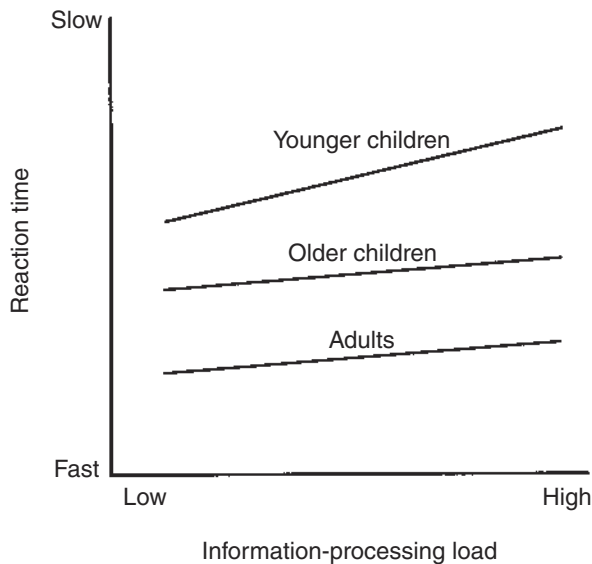 Slow
Younger children
Older children
Adults
Reaction time
Fast
Low
High
Information-processing load